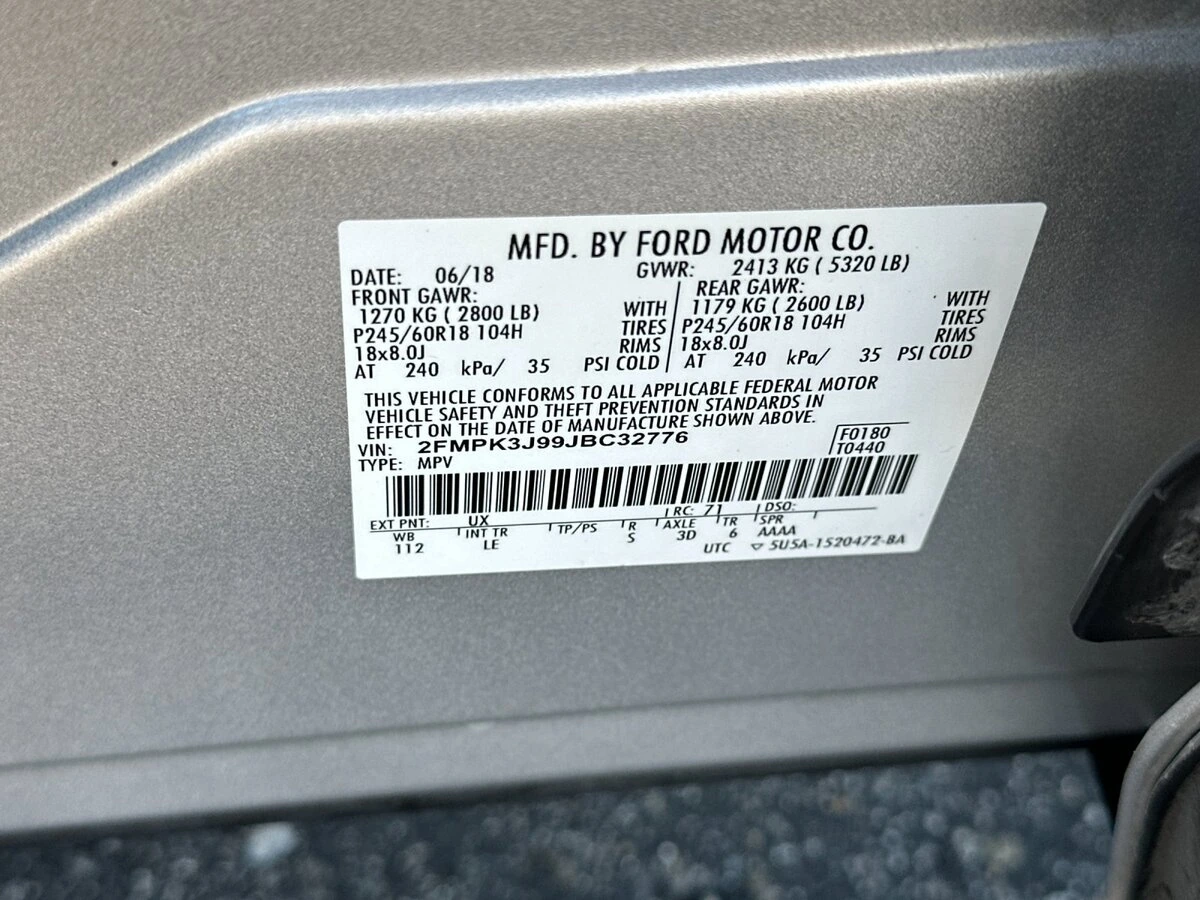 MFD. BY FORD MOTOR CO.
DATE: 06/18 GVWR: 2413 KG ( 5320 LB)
FRONT GAWR: REAR GAWR:
1270 KG ( 2800 LB) WITH 1179 KG ( 2600 LB) WITH
P245/60R18 104H TIRES P245/60R18 104H TIRES
18x8.0J RIMS 18x8.0J RIMS
AT 240 kPa/ 35 PSI COLD AT 240 kPa/ 35 PSI COLD
THIS VEHICLE CONFORMS TO ALL APPLICABLE FEDERAL MOTOR
VEHICLE SAFETY AND THEFT PREVENTION STANDARDS IN
EFFECT ON THE DATE OF MANUFACTURE SHOWN ABOVE.
VIN: 2FMPK3J99JBC32776 F0180
TYPE: MPV T0440
EXT PNT: UX RC: 71 DSO:
WB INT TR TP/PS R AXLE TR SPR
112 LE S 3D 6 AAAA
UTC ▽ 5U5A-1520472-BA